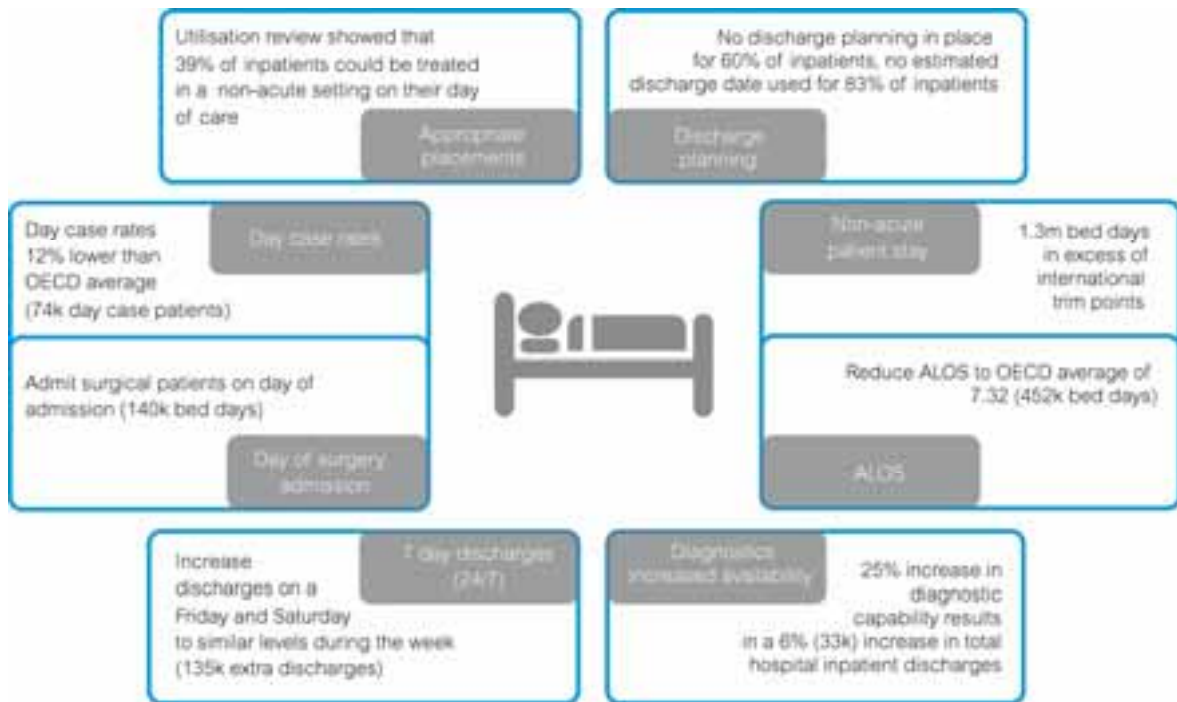 Utilisation review showed that
39% of inpatients could be treated
in a non-acute setting on their day
of care
Appropriate
placements
No discharge planning in place
for 60% of inpatients, no estimated
discharge date used for 83% of inpatients
Discharge
planning
Day case rates
Day case rates
12% lower than
OECD average
(74k day case patients)
Non-acute
patient stay
1.3m bed days
in excess of
international
trim points
Admit surgical patients on day of
admission (140k bed days)
Day of surgery
admission
Reduce ALOS to OECD average of
7.32 (452k bed days)
ALOS
7 day discharges
(24/7)
Increase
discharges on a
Friday and Saturday
to similar levels during the week
(135k extra discharges)
Diagnostics
increased availability
25% increase in
diagnostic
capability results
in a 6% (33k) increase in total
hospital inpatient discharges